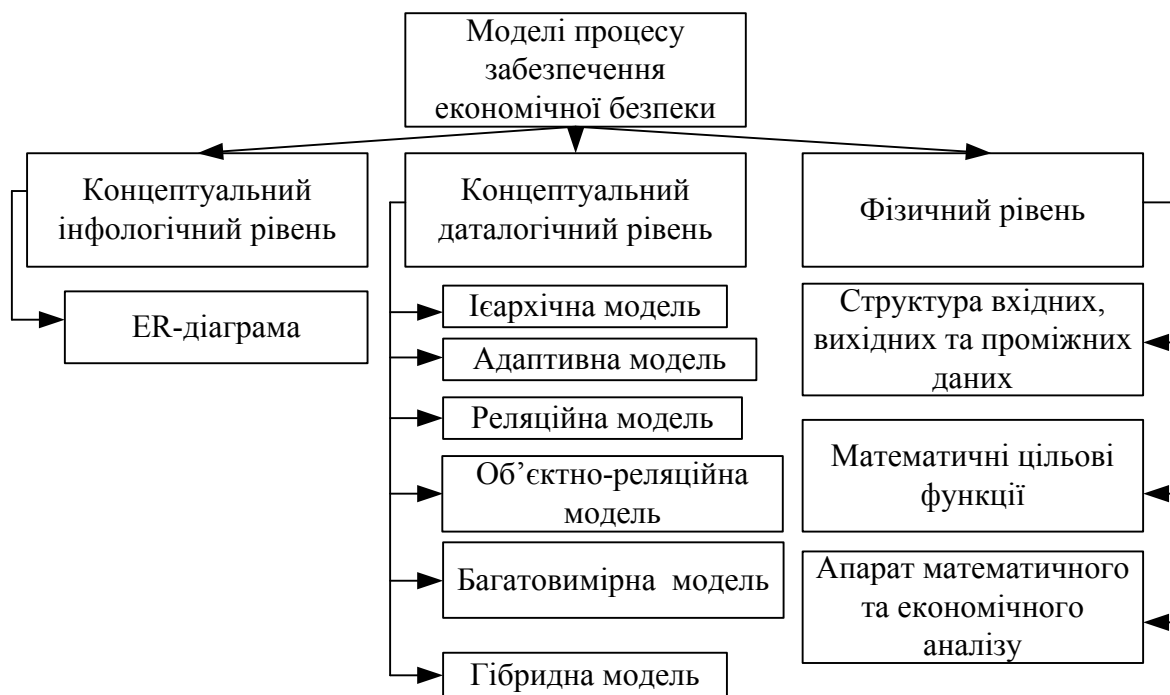 Моделі процесу
забезпечення
економічної безпеки
Концептуальний
інфологічний рівень
ER-діаграма
Концептуальний
даталогічний рівень
Ієархічна модель
Адаптивна модель
Реляційна модель
Об’єктно-реляційна
модель
Багатовимірна модель
Гібридна модель
Фізичний рівень
Структура вхідних,
вихідних та проміжних
даних
Математичні цільові
функції
Апарат математичного
та економічного
аналізу